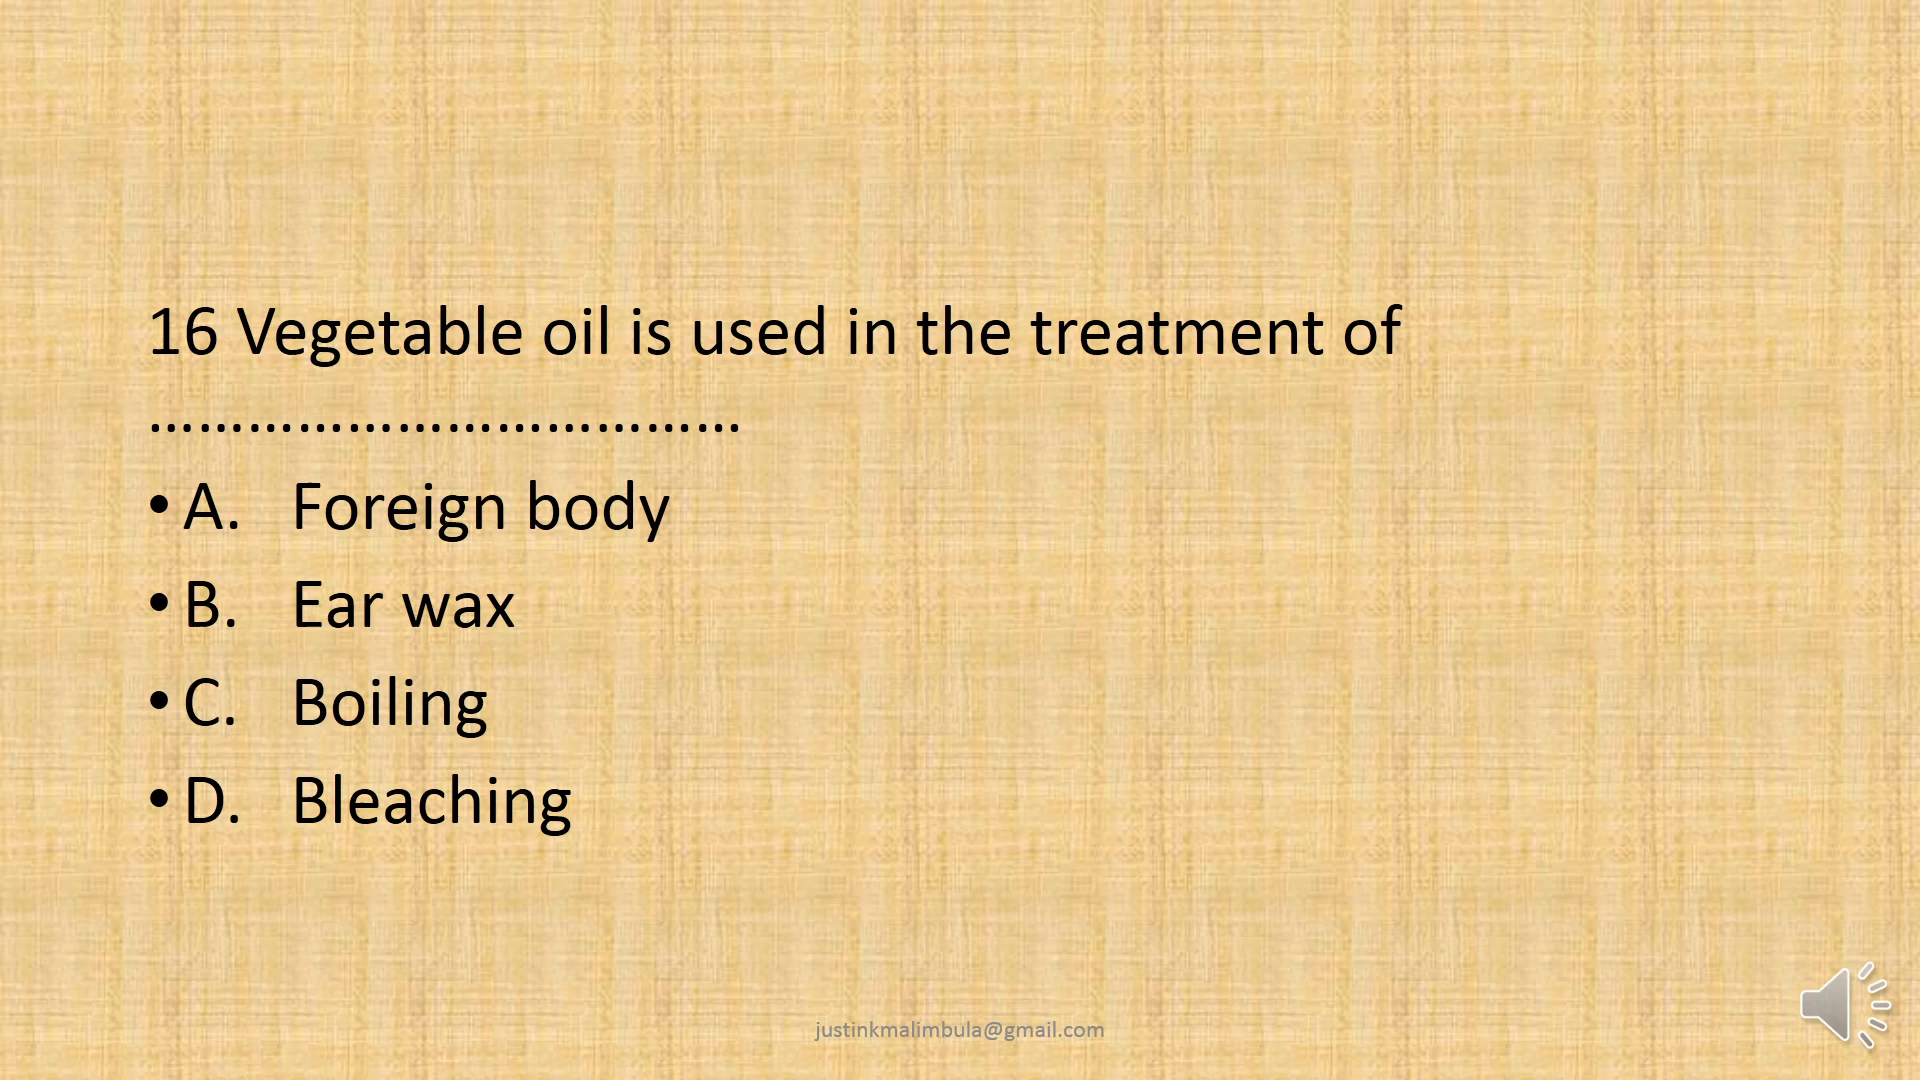 16 Vegetable oil is used in the treatment of
………………………………
• A. Foreign body
• B. Ear wax
• C. Boiling
• D. Bleaching
justinkmalimbula@gmail.com